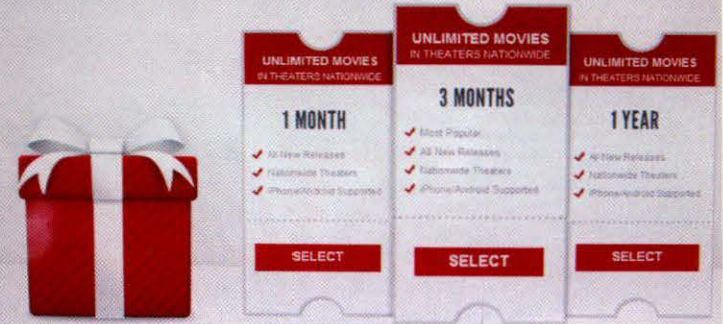 UNLIMITED MOVIES
IN THEATERS NATIONWIDE
1 MONTH
All New Releases
Nationwide Theaters
iPhone/Android Supported
SELECT
UNLIMITED MOVIES
IN THEATERS NATIONWIDE
3 MONTHS
Most Popular
All New Releases
Nationwide Theaters
iPhone/Android Supported
SELECT
UNLIMITED MOVIES
IN THEATERS NATIONWIDE
1 YEAR
All New Releases
Nationwide Theaters
iPhone/Android Supported
SELECT